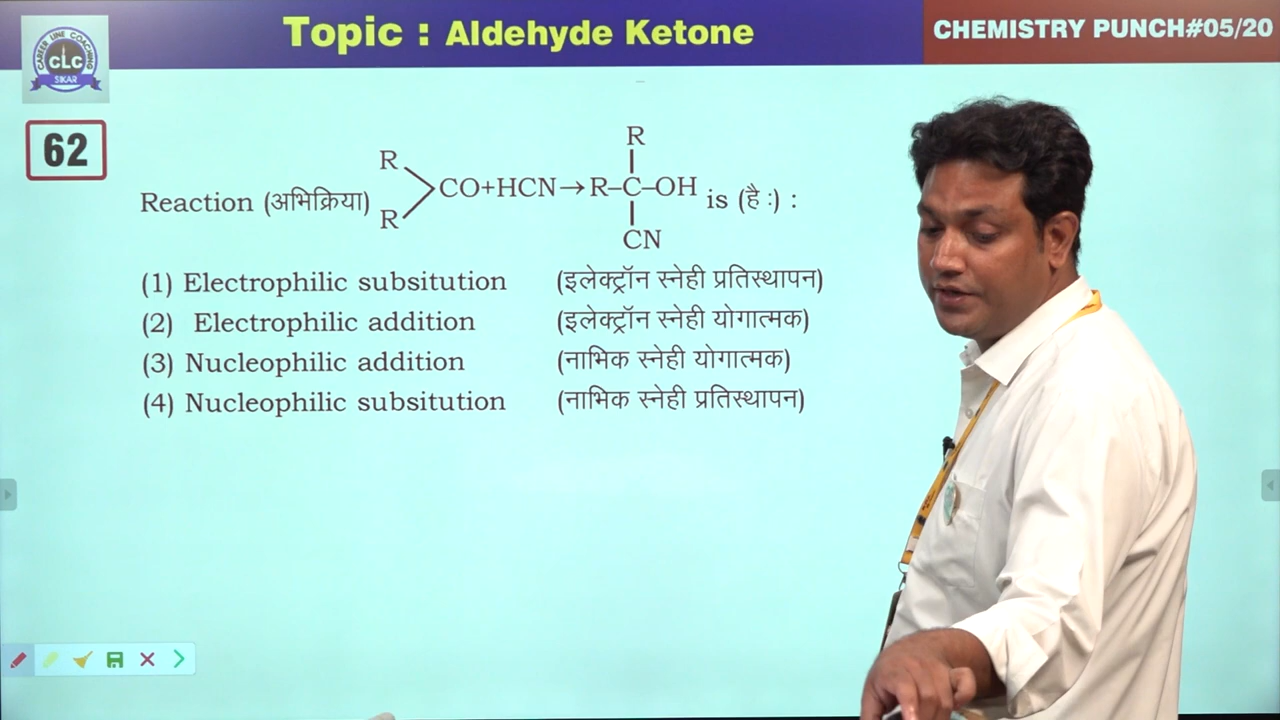 Topic : Aldehyde Ketone
CHEMISTRY PUNCH#05/20
CAREER LINE COACHING
CLC
SIKAR
62
R
R
Reaction (अभिक्रिया)
R
CO+HCN→R–C–OH is (है :) :
CN
(1) Electrophilic subsitution (इलेक्ट्रॉन स्नेही प्रतिस्थापन)
(2) Electrophilic addition (इलेक्ट्रॉन स्नेही योगात्मक)
(3) Nucleophilic addition (नाभिक स्नेही योगात्मक)
(4) Nucleophilic subsitution (नाभिक स्नेही प्रतिस्थापन)